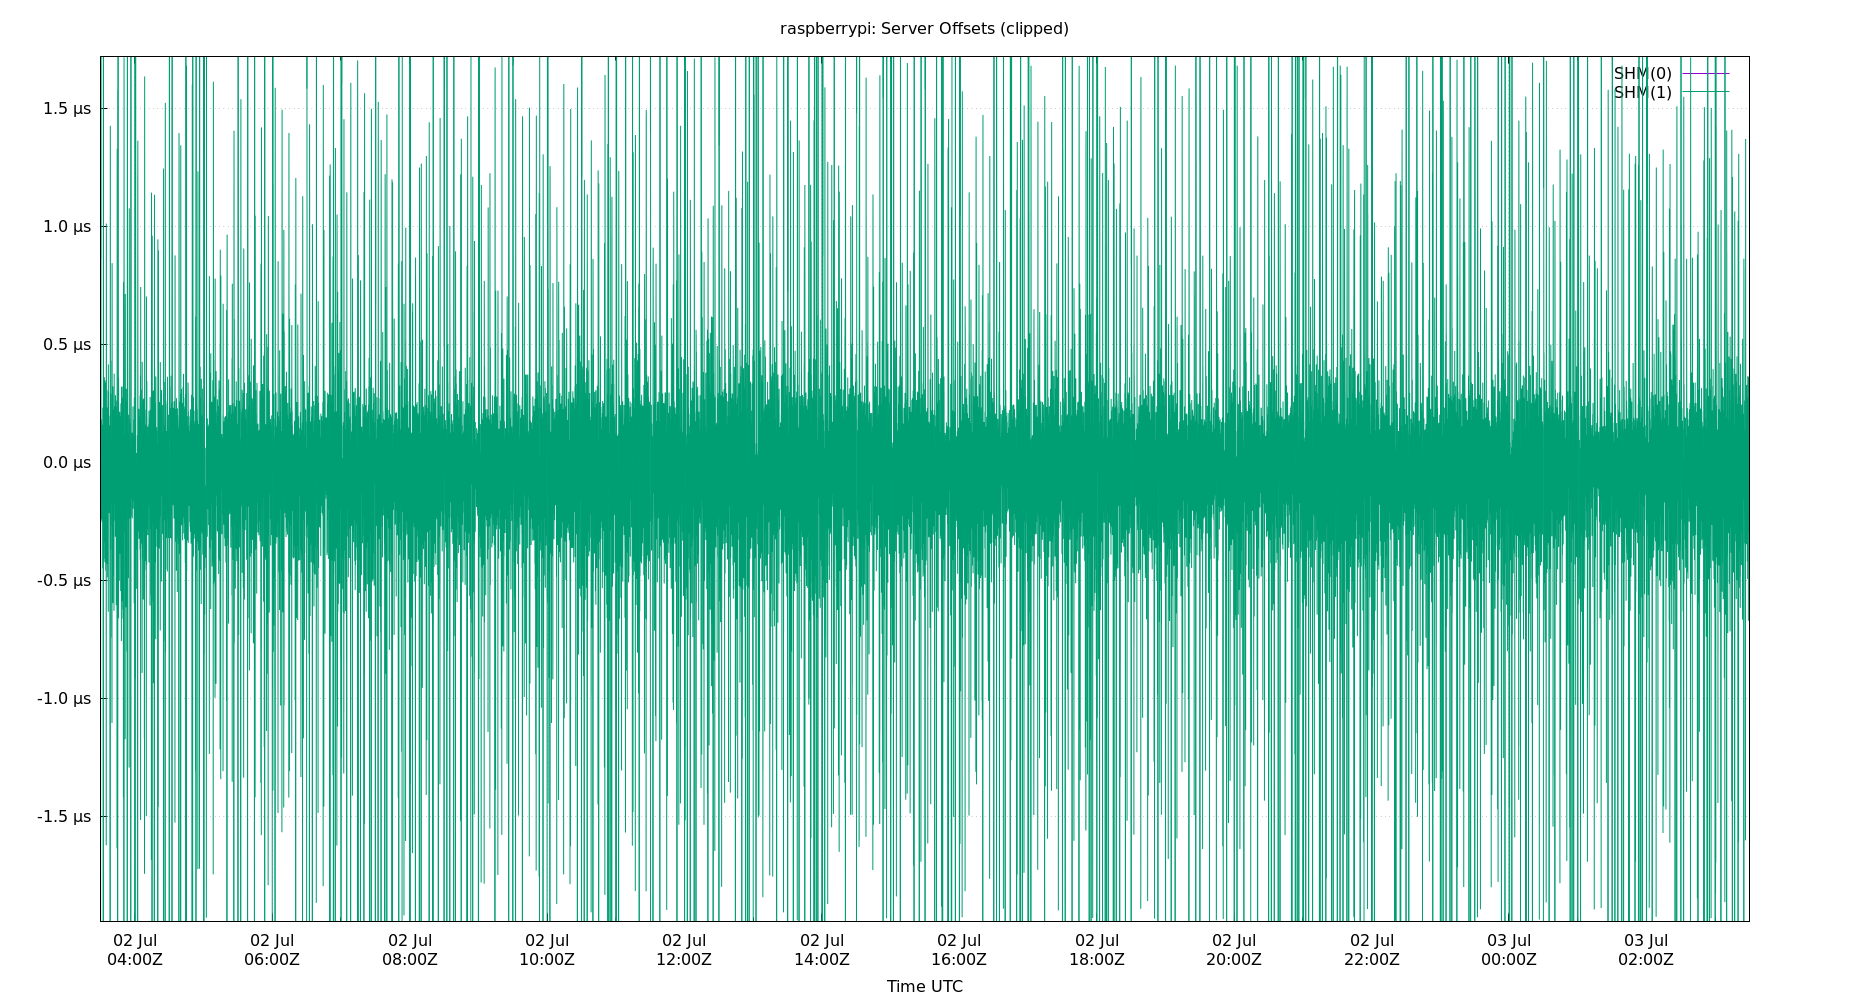 raspberrypi: Server Offsets (clipped)
SHM(0)
SHM(1)
1.5 µs
1.0 µs
0.5 µs
0.0 µs
-0.5 µs
-1.0 µs
-1.5 µs
02 Jul 02 Jul 02 Jul 02 Jul 02 Jul 02 Jul 02 Jul 02 Jul 02 Jul 02 Jul 03 Jul 03 Jul
04:00Z 06:00Z 08:00Z 10:00Z 12:00Z 14:00Z 16:00Z 18:00Z 20:00Z 22:00Z 00:00Z 02:00Z
Time UTC